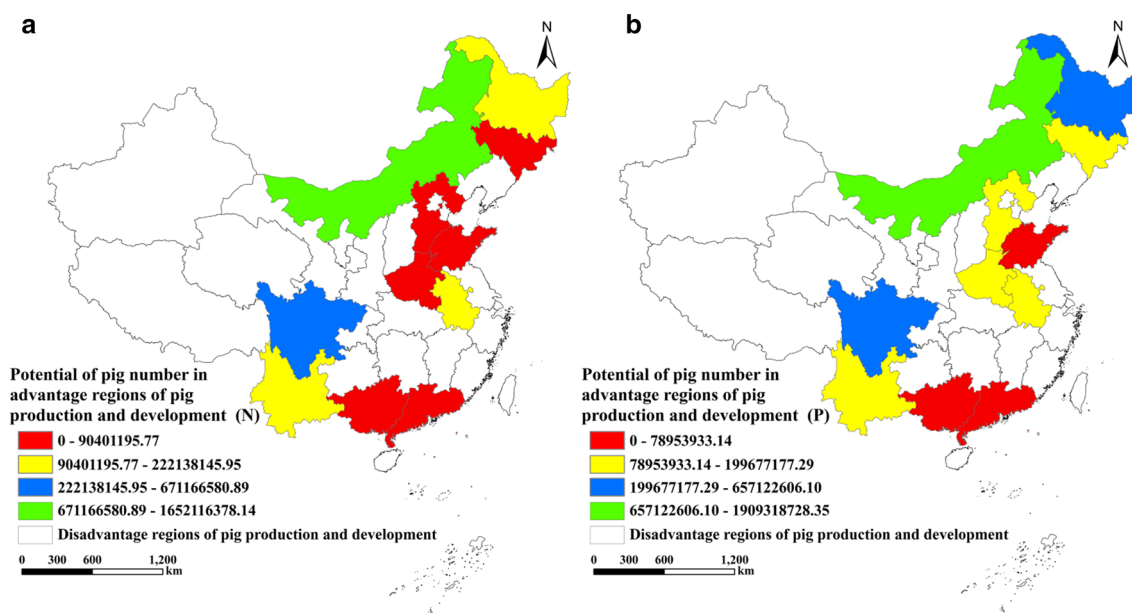 a
N
Potential of pig number in
advantage regions of pig
production and development (N)
0 - 90401195.77
90401195.77 - 222138145.95
222138145.95 - 671166580.89
671166580.89 - 1652116378.14
Disadvantage regions of pig production and development
0 300 600 1,200
km
b
N
Potential of pig number in
advantage regions of pig
production and development (P)
0 - 78953933.14
78953933.14 - 199677177.29
199677177.29 - 657122606.10
657122606.10 - 1909318728.35
Disadvantage regions of pig production and development
0 300 600 1,200
km